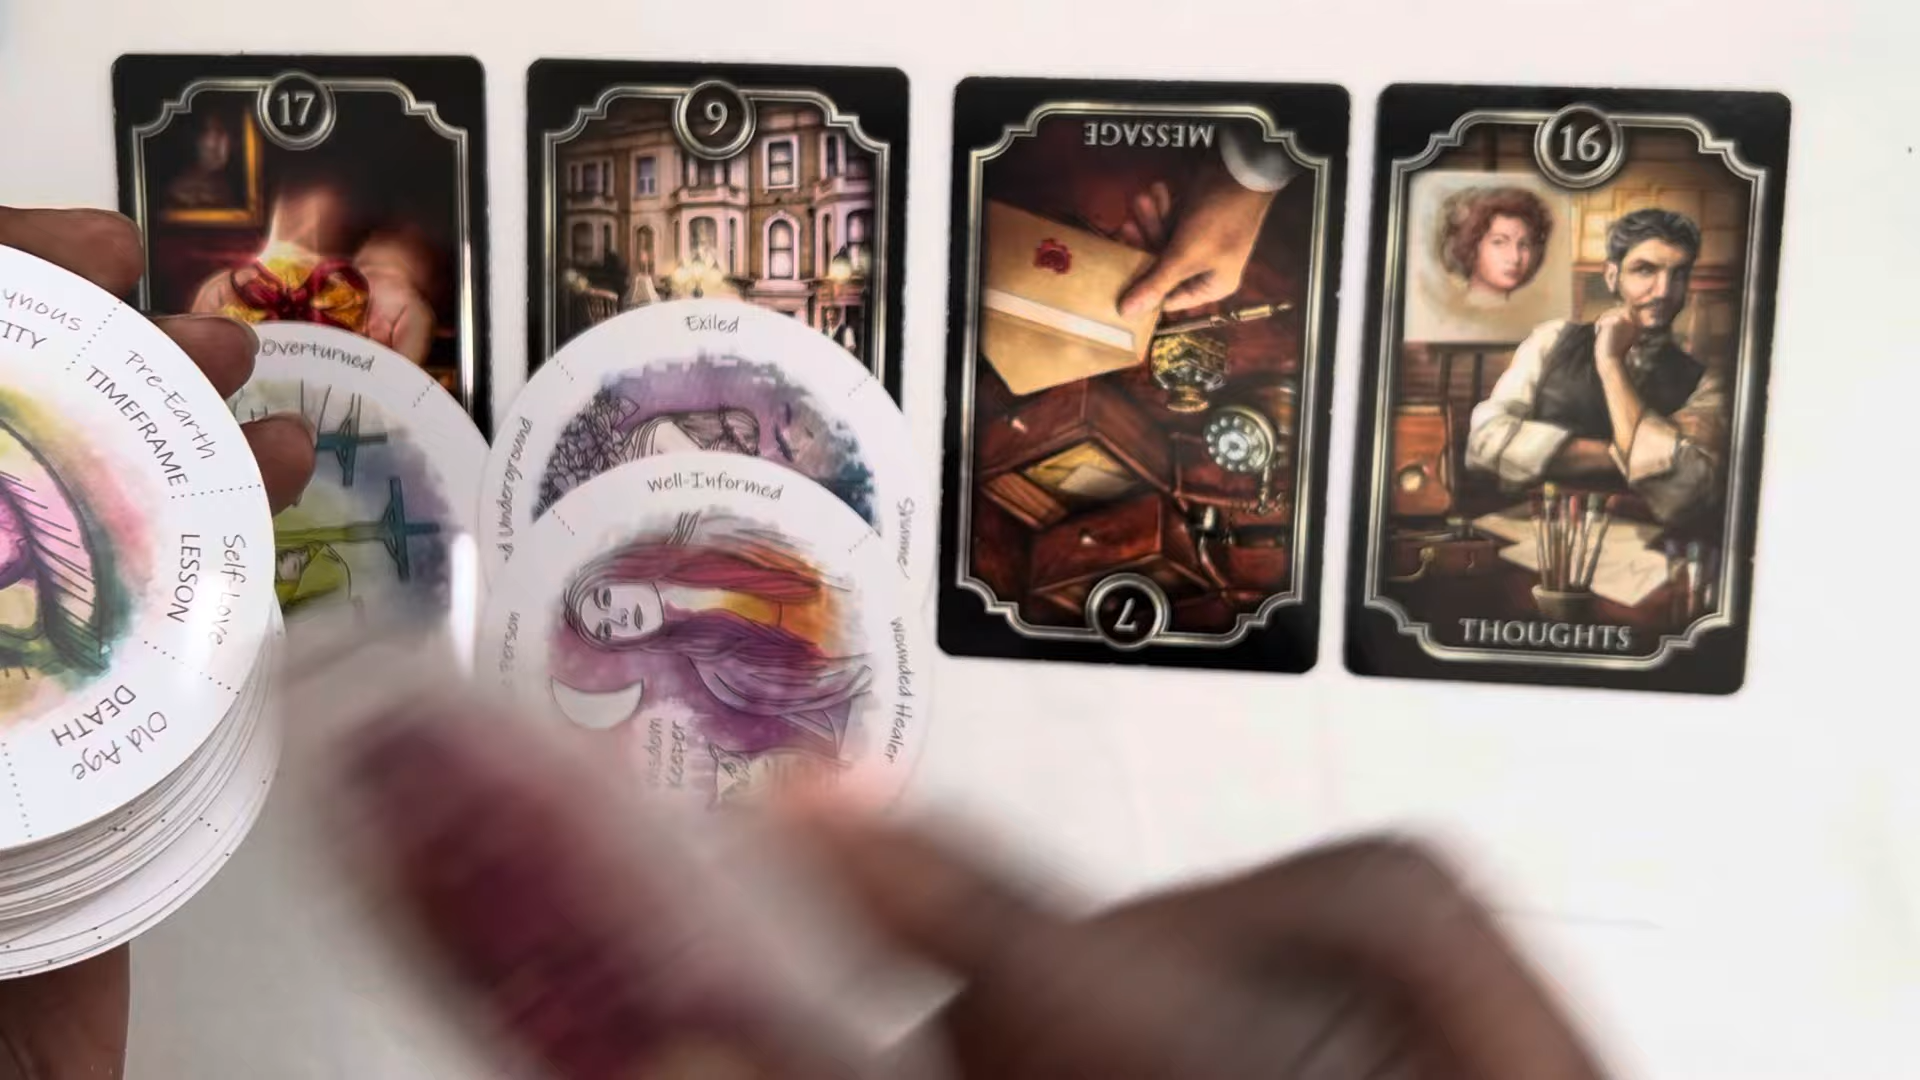 17
9
MESSAGE
7
16
THOUGHTS
Overturned
Exiled
Underground
Well-Informed
Wounded Healer
Pre-Earth
TIMEFRAME
Self-Love
LESSON
Old Age
DEATH